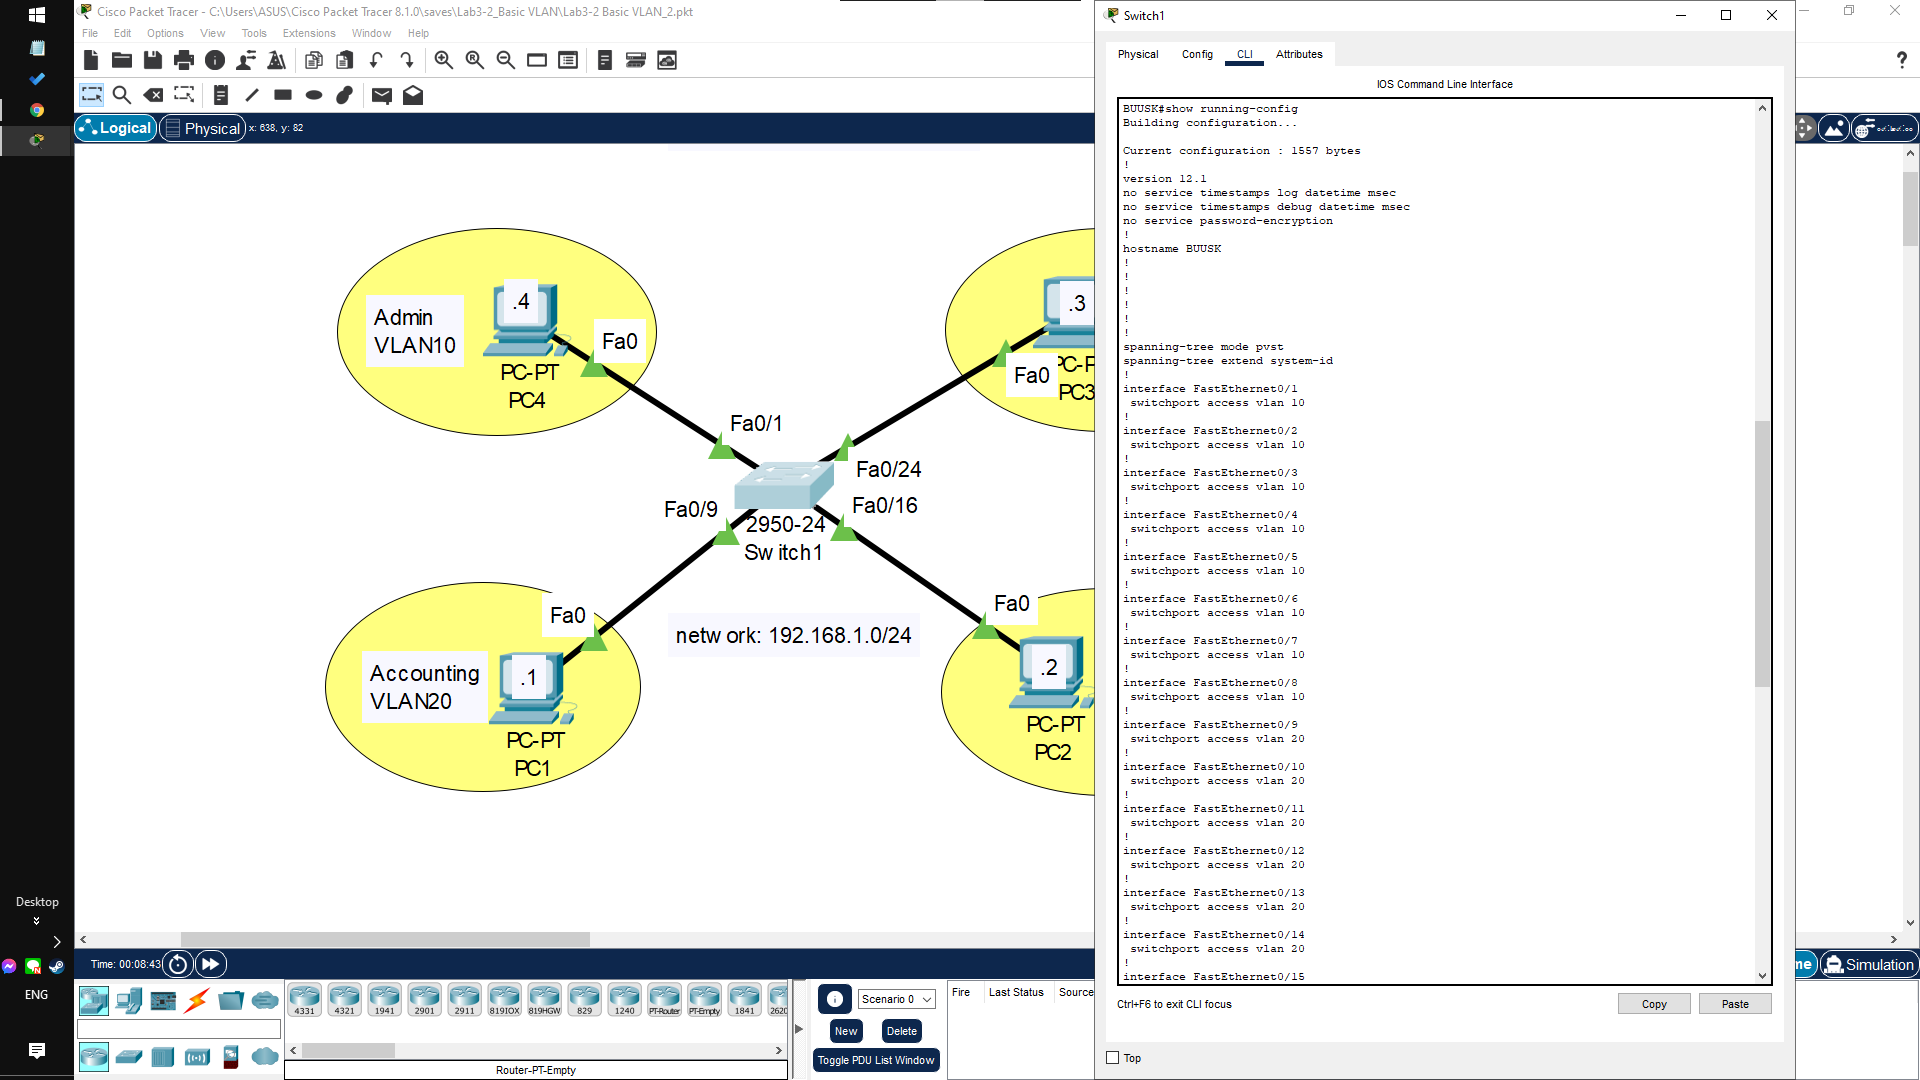 Cisco Packet Tracer - C:\Users\ASUS\Cisco Packet Tracer 8.1.0\saves\Lab3-2_Basic VLAN\Lab3-2 Basic VLAN_2.pkt
File Edit Options View Tools Extensions Window Help
Logical
Physical
x: 638, y: 82
Admin
VLAN10
.4
Fa0
PC-PT
PC4
.3
Fa0
PC-P
PC3
Fa0/1
Fa0/24
Fa0/9
Fa0/16
2950-24
Switch1
Fa0
Accounting
VLAN20
.1
PC-PT
PC1
network: 192.168.1.0/24
Fa0
.2
PC-PT
PC2
Desktop
ENG
Time: 00:08:43
4331
4321
1941
2901
2911
819IOX
819HGW
829
1240
PT-Router
PT-Empty
1841
2620
Router-PT-Empty
Scenario 0
New
Delete
Toggle PDU List Window
Fire
Last Status
Source
me
Simulation
Switch1
Physical
Config
CLI
Attributes
IOS Command Line Interface
BUUSK#show running-config
Building configuration...
Current configuration : 1557 bytes
!
version 12.1
no service timestamps log datetime msec
no service timestamps debug datetime msec
no service password-encryption
!
hostname BUUSK
!
!
!
!
!
!
spanning-tree mode pvst
spanning-tree extend system-id
!
interface FastEthernet0/1
switchport access vlan 10
!
interface FastEthernet0/2
switchport access vlan 10
!
interface FastEthernet0/3
switchport access vlan 10
!
interface FastEthernet0/4
switchport access vlan 10
!
interface FastEthernet0/5
switchport access vlan 10
!
interface FastEthernet0/6
switchport access vlan 10
!
interface FastEthernet0/7
switchport access vlan 10
!
interface FastEthernet0/8
switchport access vlan 10
!
interface FastEthernet0/9
switchport access vlan 20
!
interface FastEthernet0/10
switchport access vlan 20
!
interface FastEthernet0/11
switchport access vlan 20
!
interface FastEthernet0/12
switchport access vlan 20
!
interface FastEthernet0/13
switchport access vlan 20
!
interface FastEthernet0/14
switchport access vlan 20
!
interface FastEthernet0/15
Ctrl+F6 to exit CLI focus
Copy
Paste
Top